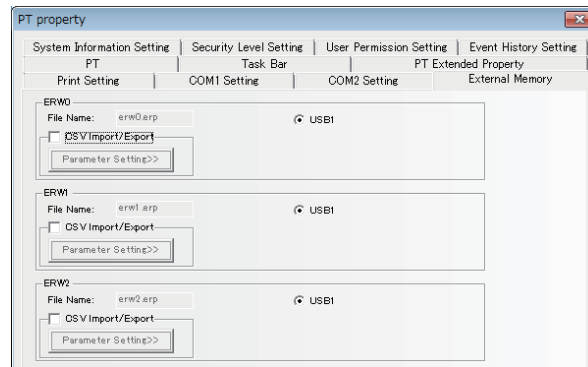 PT property
System Information Setting Security Level Setting User Permission Setting Event History Setting
PT Task Bar PT Extended Property
Print Setting COM1 Setting COM2 Setting External Memory
ERW0
File Name: erw0.erp USB1
CSV Import/Export
Parameter Setting>>
ERW1
File Name: erw1.erp USB1
CSV Import/Export
Parameter Setting>>
ERW2
File Name: erw2.erp USB1
CSV Import/Export
Parameter Setting>>